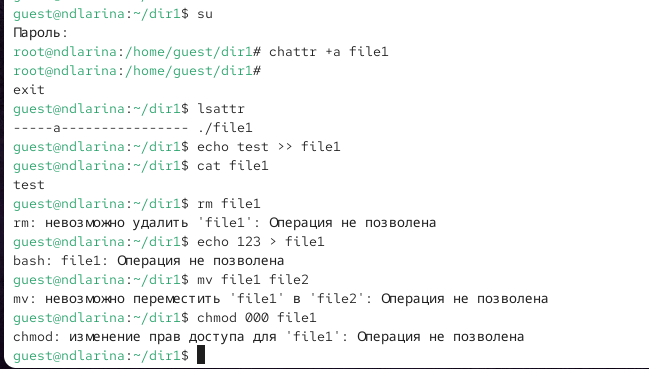 guest@ndlarina:~/dir1$ su
Пароль:
root@ndlarina:/home/guest/dir1# chattr +a file1
root@ndlarina:/home/guest/dir1#
exit
guest@ndlarina:~/dir1$ lsattr
-----a---------------- ./file1
guest@ndlarina:~/dir1$ echo test >> file1
guest@ndlarina:~/dir1$ cat file1
test
guest@ndlarina:~/dir1$ rm file1
rm: невозможно удалить 'file1': Операция не позволена
guest@ndlarina:~/dir1$ echo 123 > file1
bash: file1: Операция не позволена
guest@ndlarina:~/dir1$ mv file1 file2
mv: невозможно переместить 'file1' в 'file2': Операция не позволена
guest@ndlarina:~/dir1$ chmod 000 file1
chmod: изменение прав доступа для 'file1': Операция не позволена
guest@ndlarina:~/dir1$